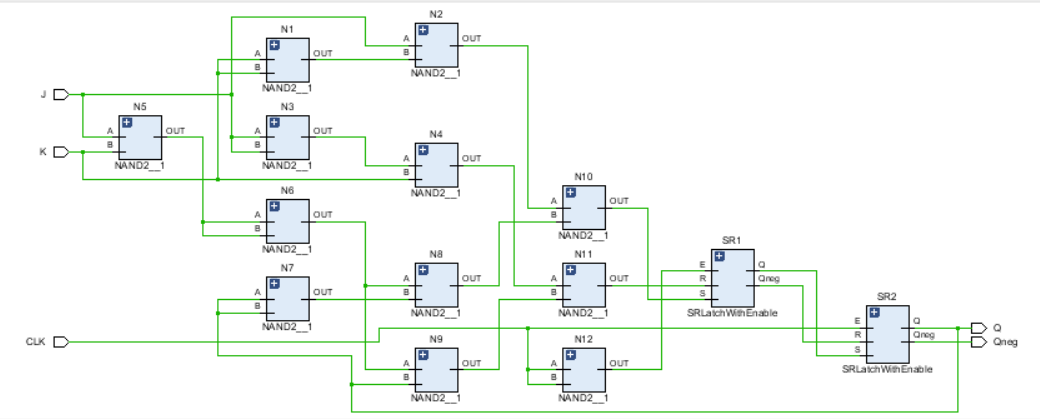 N2
N1
A
OUT
A
OUT
B
B
NAND2__1
NAND2__1
J
N5
N3
A
OUT
A
OUT
N4
B
B
A
OUT
K
NAND2__1
NAND2__1
B
NAND2__1
N10
N6
A
OUT
A
OUT
B
B
NAND2__1
NAND2__1
SR1
N7
N8
N11
E
Q
A
OUT
A
OUT
A
OUT
R
Qneg
B
B
B
S
NAND2__1
NAND2__1
NAND2__1
SRLatchWithEnable
SR2
E
Q
Q
CLK
N9
N12
R
Qneg
Qneg
A
OUT
A
OUT
S
B
B
SRLatchWithEnable
NAND2__1
NAND2__1